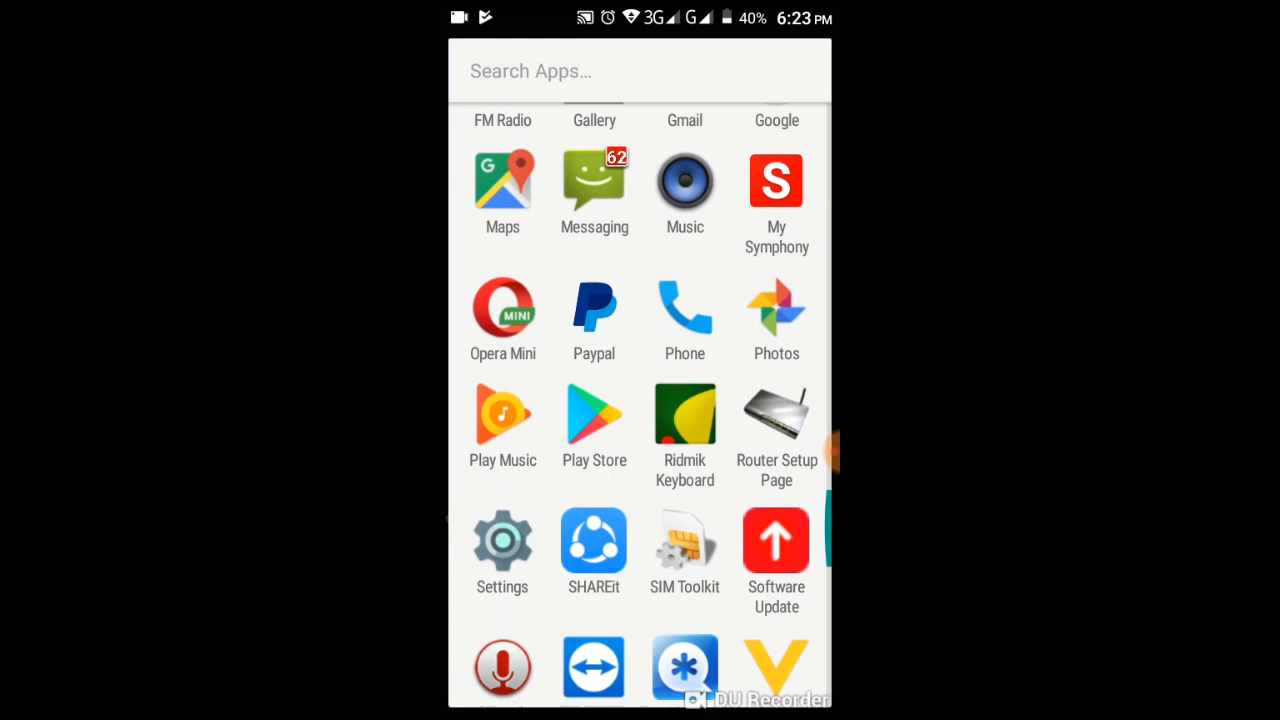 3G G 40% 6:23 PM
Search Apps...
FM Radio Gallery Gmail Google
G 62 S
Maps Messaging Music My Symphony
MINI
Opera Mini Paypal Phone Photos
Play Music Play Store Ridmik Keyboard Router Setup Page
Settings SHAREit SIM Toolkit Software Update
DU Recorder